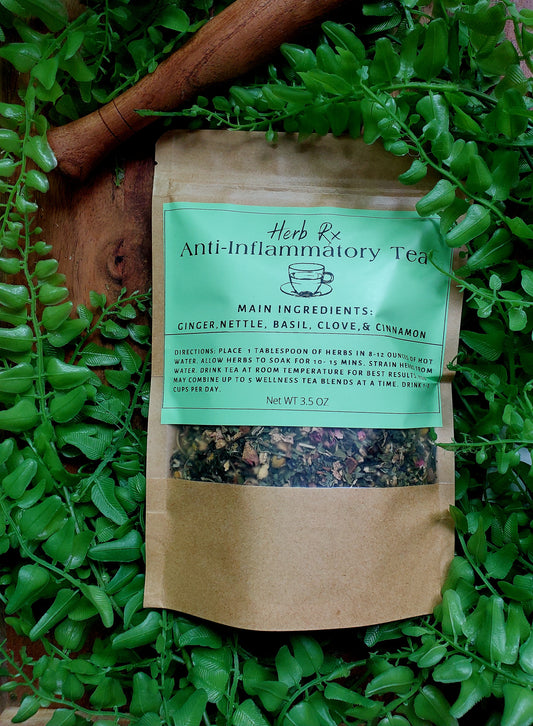 Herb Rx
Anti-Inflammatory Tea
MAIN INGREDIENTS:
GINGER,NETTLE, BASIL, CLOVE,& CINNAMON
DIRECTIONS: PLACE 1 TABLESPOON OF HERBS IN 8-12 OUNCES OF HOT
WATER. ALLOW HERBS TO SOAK FOR 10- 15 MINS. STRAIN HERBS FROM
WATER. DRINK TEA AT ROOM TEMPERATURE FOR BEST RESULTS
MAY COMBINE UP TO 5 WELLNESS TEA BLENDS AT A TIME. DRINK
CUPS PER DAY.
Net WT 3.5 OZ